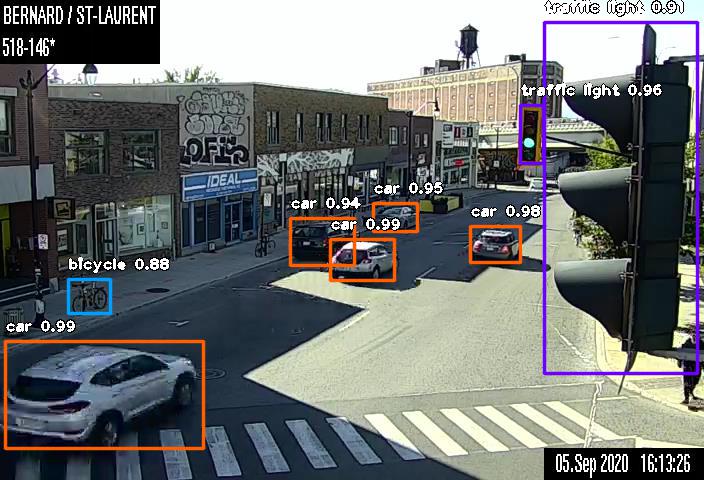 BERNARD / ST-LAURENT
518-146*
traffic light 0.91
traffic light 0.96
IDEAL
car 0.94
car 0.95
car 0.99
car 0.98
bicycle 0.88
car 0.99
05.Sep 2020 16:13:26